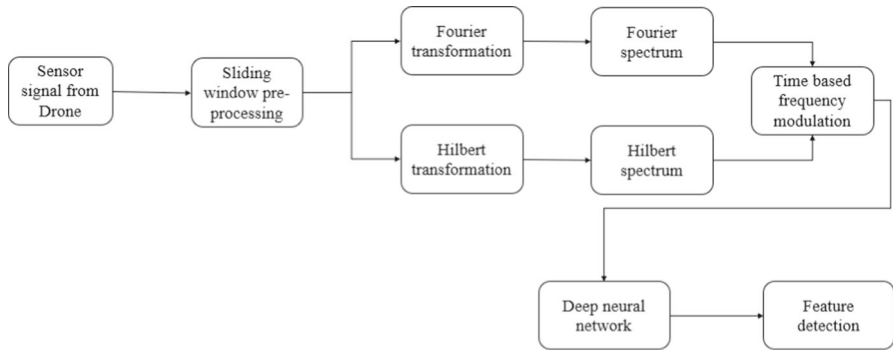 Sensor
signal from
Drone
Sliding
window pre-
processing
Fourier
transformation
Fourier
spectrum
Hilbert
transformation
Hilbert
spectrum
Time based
frequency
modulation
Deep neural
network
Feature
detection